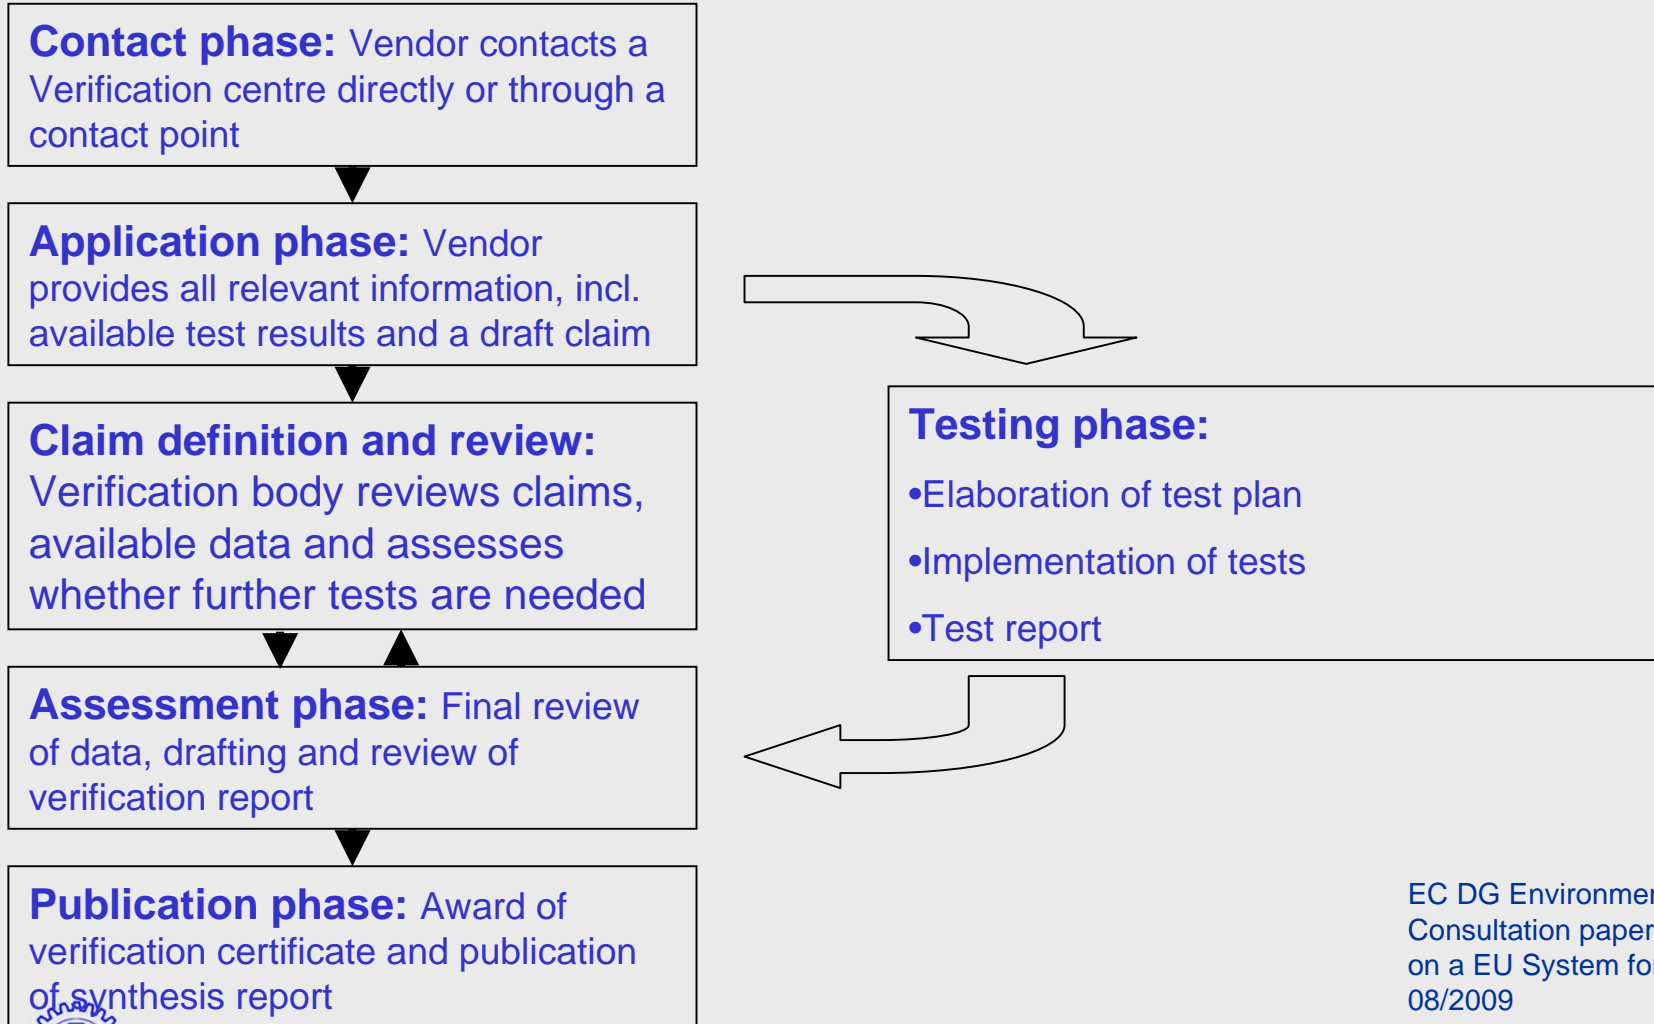 Contact phase: Vendor contacts a
Verification centre directly or through a
contact point
Application phase: Vendor
provides all relevant information, incl.
available test results and a draft claim
Claim definition and review:
Verification body reviews claims,
available data and assesses
whether further tests are needed
Assessment phase: Final review
of data, drafting and review of
verification report
Publication phase: Award of
verification certificate and publication
of synthesis report
Testing phase:
•Elaboration of test plan
•Implementation of tests
•Test report
EC DG
Consultation paper
on a EU System for
08/2009